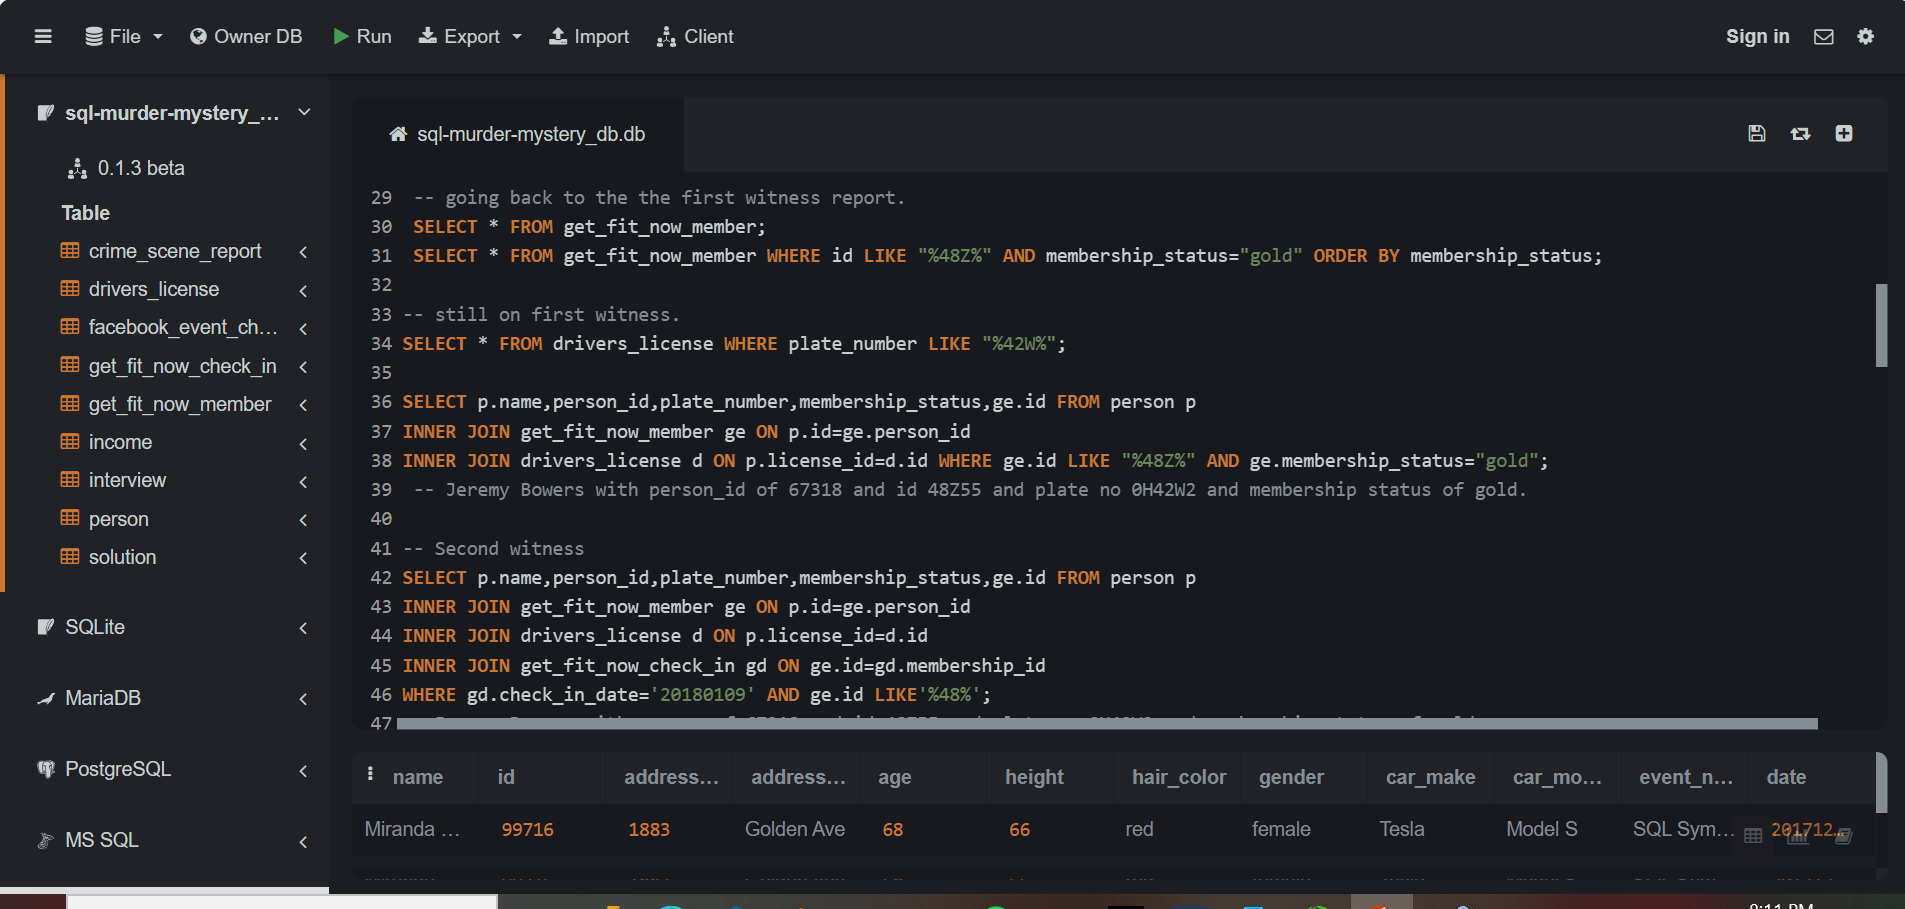 File Owner DB Run Export Import Client Sign in
sql-murder-mystery_...
0.1.3 beta
Table
crime_scene_report
drivers_license
facebook_event_ch...
get_fit_now_check_in
get_fit_now_member
income
interview
person
solution
SQLite
MariaDB
PostgreSQL
MS SQL
sql-murder-mystery_db.db
29 -- going back to the the first witness report.
30 SELECT * FROM get_fit_now_member;
31 SELECT * FROM get_fit_now_member WHERE id LIKE "%48Z%" AND membership_status="gold" ORDER BY membership_status;
32
33 -- still on first witness.
34 SELECT * FROM drivers_license WHERE plate_number LIKE "%42W%";
35
36 SELECT p.name,person_id,plate_number,membership_status,ge.id FROM person p
37 INNER JOIN get_fit_now_member ge ON p.id=ge.person_id
38 INNER JOIN drivers_license d ON p.license_id=d.id WHERE ge.id LIKE "%48Z%" AND ge.membership_status="gold";
39 -- Jeremy Bowers with person_id of 67318 and id 48Z55 and plate no 0H42W2 and membership status of gold.
40
41 -- Second witness
42 SELECT p.name,person_id,plate_number,membership_status,ge.id FROM person p
43 INNER JOIN get_fit_now_member ge ON p.id=ge.person_id
44 INNER JOIN drivers_license d ON p.license_id=d.id
45 INNER JOIN get_fit_now_check_in gd ON ge.id=gd.membership_id
46 WHERE gd.check_in_date='20180109' AND ge.id LIKE'%48%';
47
name id address... address... age height hair_color gender car_make car_mo... event_n... date
Miranda ... 99716 1883 Golden Ave 68 66 red female Tesla Model S SQL Sym... 201712...
8:11 PM